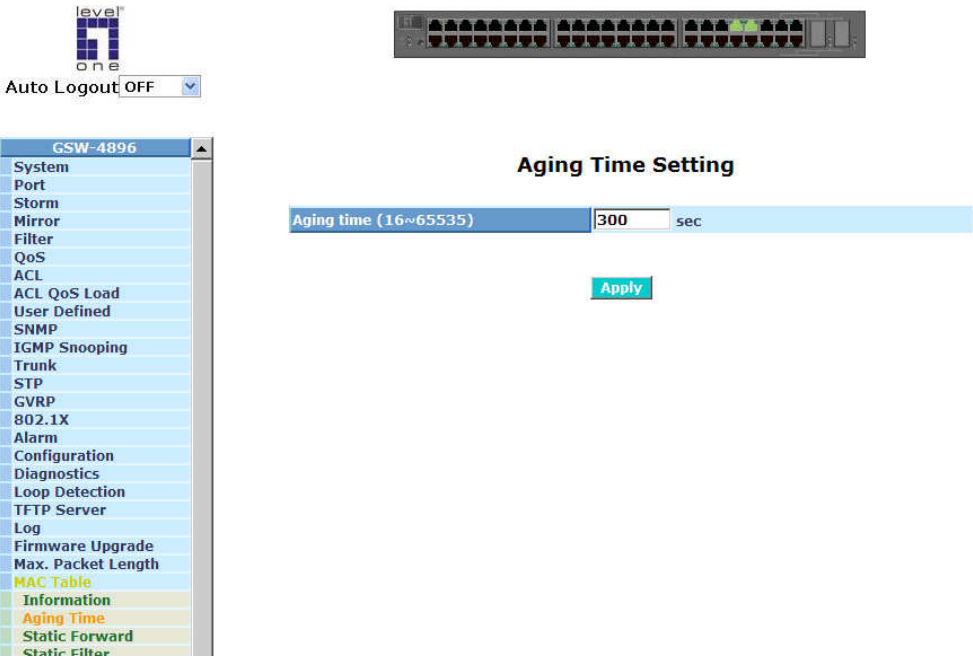 level
one
Auto Logout OFF
GSW-4896
System
Port
Storm
Mirror
Filter
QoS
ACL
ACL QoS Load
User Defined
SNMP
IGMP Snooping
Trunk
STP
GVRP
802.1X
Alarm
Configuration
Diagnostics
Loop Detection
TFTP Server
Log
Firmware Upgrade
Max. Packet Length
MAC Table
Information
Aging Time
Static Forward
Static Filter
Aging Time Setting
Aging time (16~65535) 300 sec
Apply